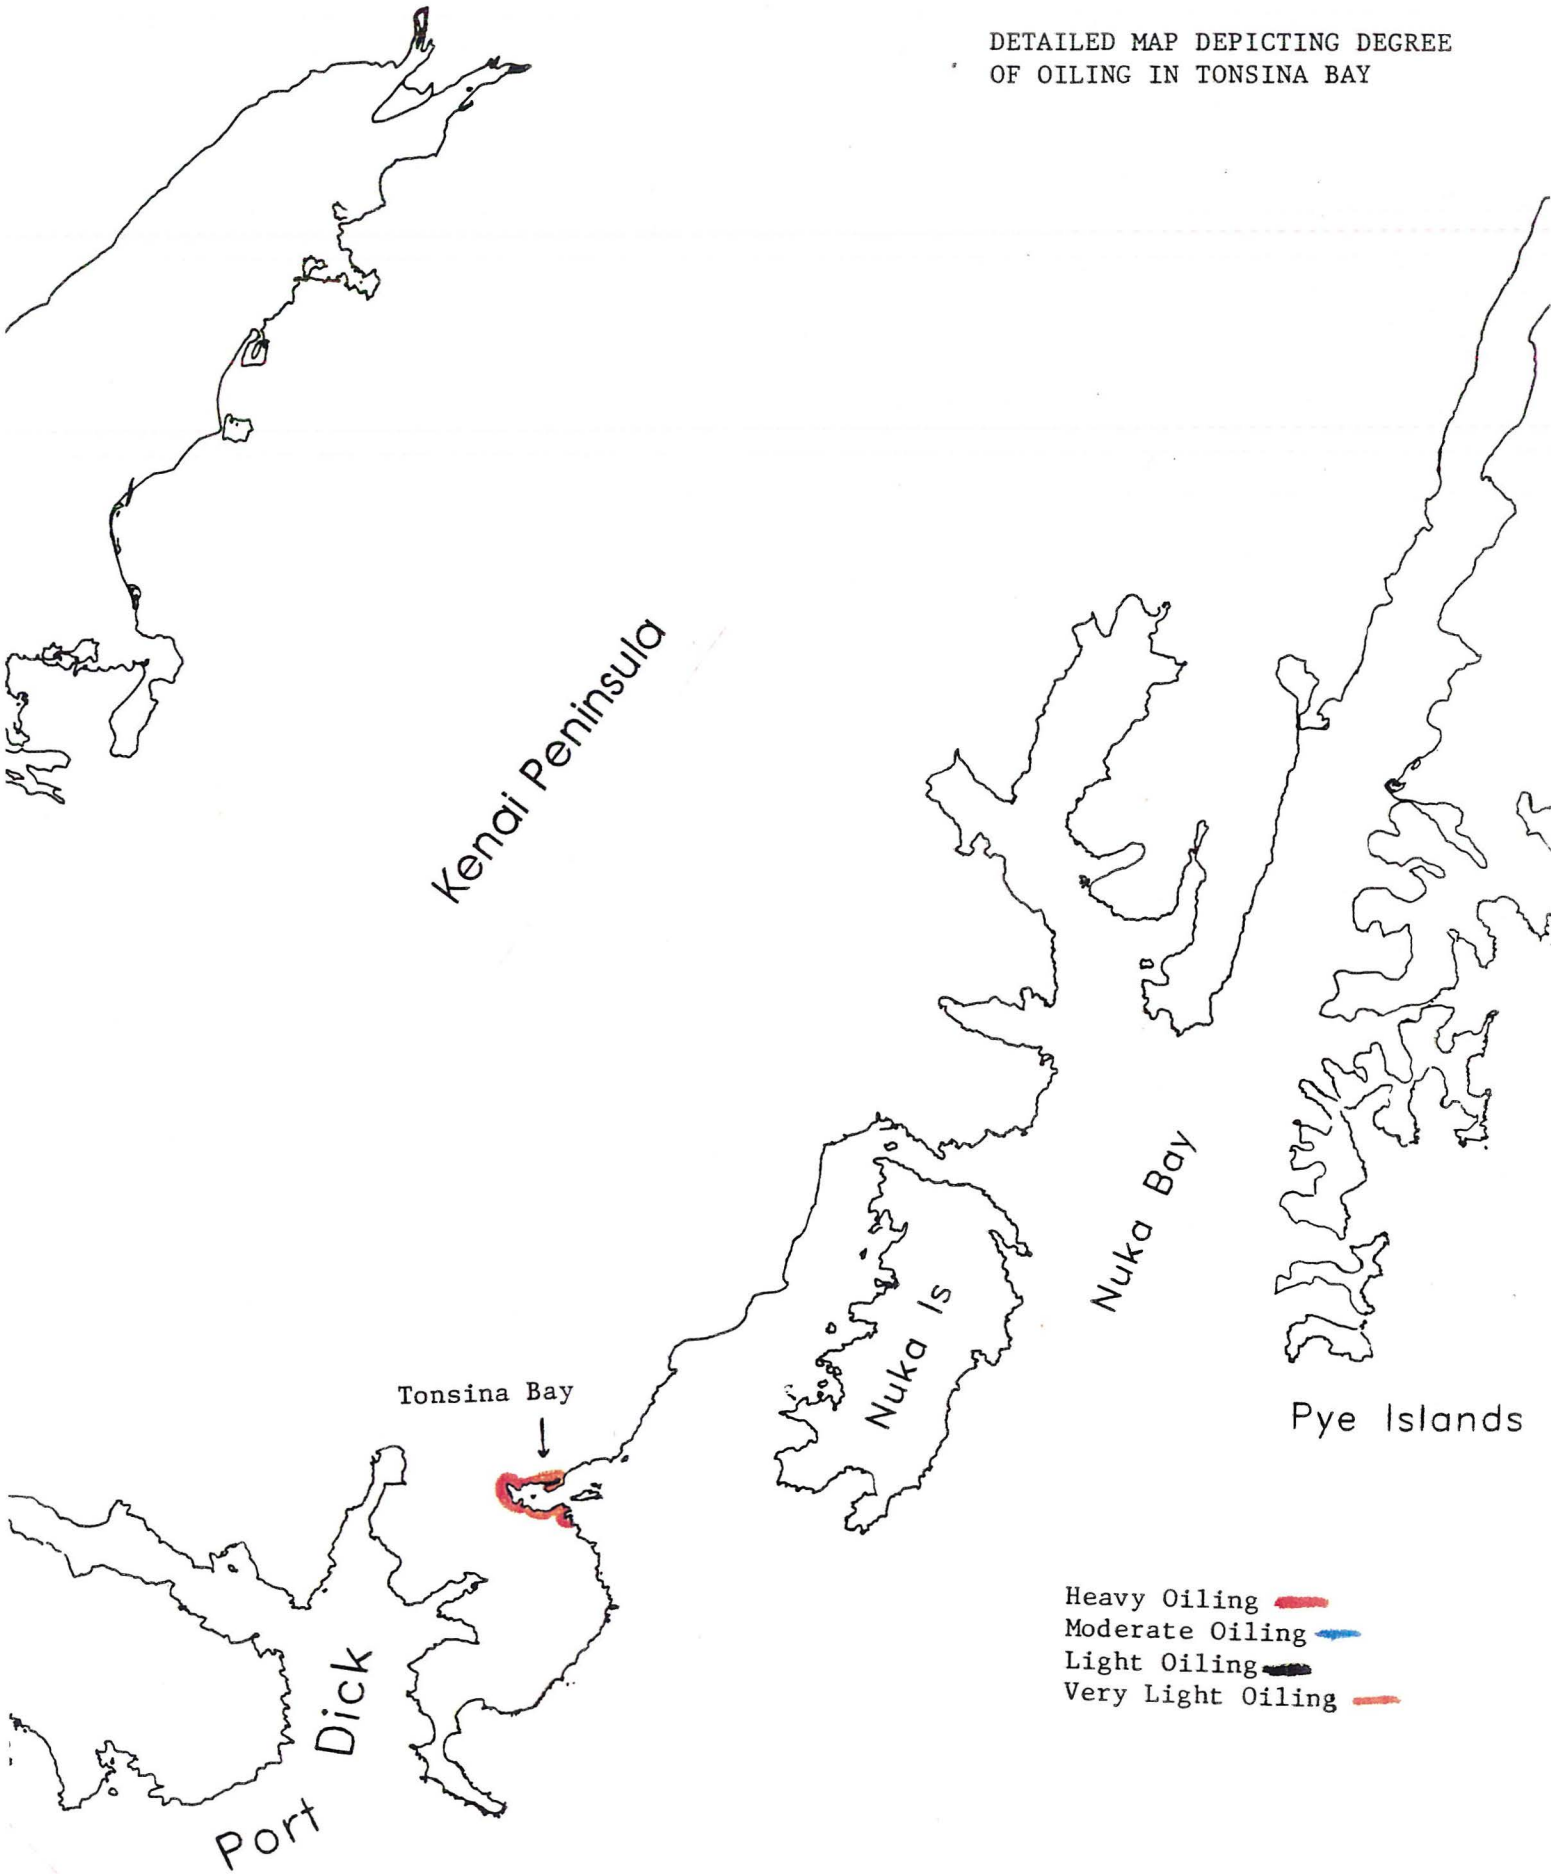 DETAILED MAP DEPICTING DEGREE
OF OILING IN TONSINA BAY
Kenai Peninsula
Nuka Bay
Nuka Is
Tonsina Bay
Pye Islands
Heavy Oiling
Moderate Oiling
Light Oiling
Very Light Oiling
Port Dick